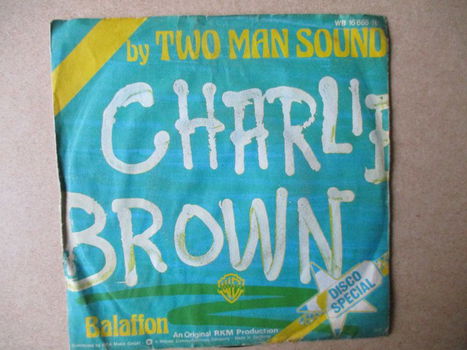 WB 16 666 N
by TWO MAN SOUND
CHARLIE
BROWN
DISCO
SPECIAL
Balaffon
An Original RKM Production